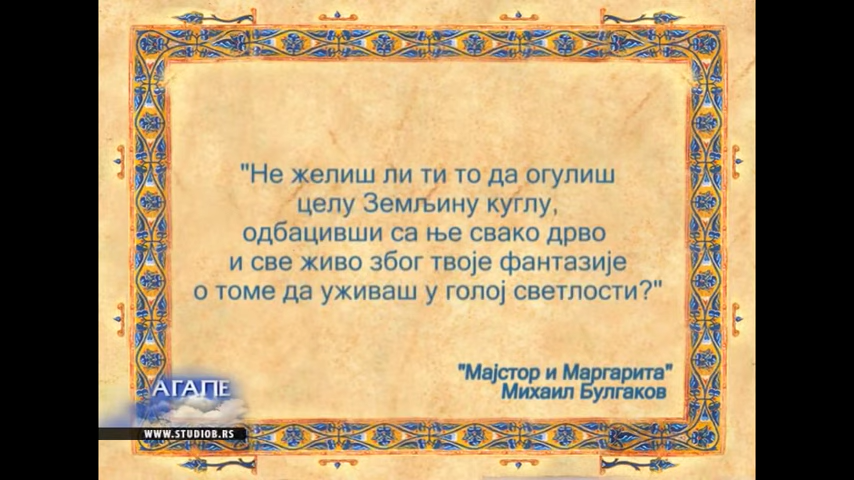 "Не желиш ли ти то да огулиш
целу Земљину куглу,
одбацивши са ње свако дрво
и све живо због твоје фантазије
о томе да уживаш у голој светлости?"
"Мајстор и Маргарита"
Михаил Булгаков
АГАПЕ
WWW.STUDIOB.RS